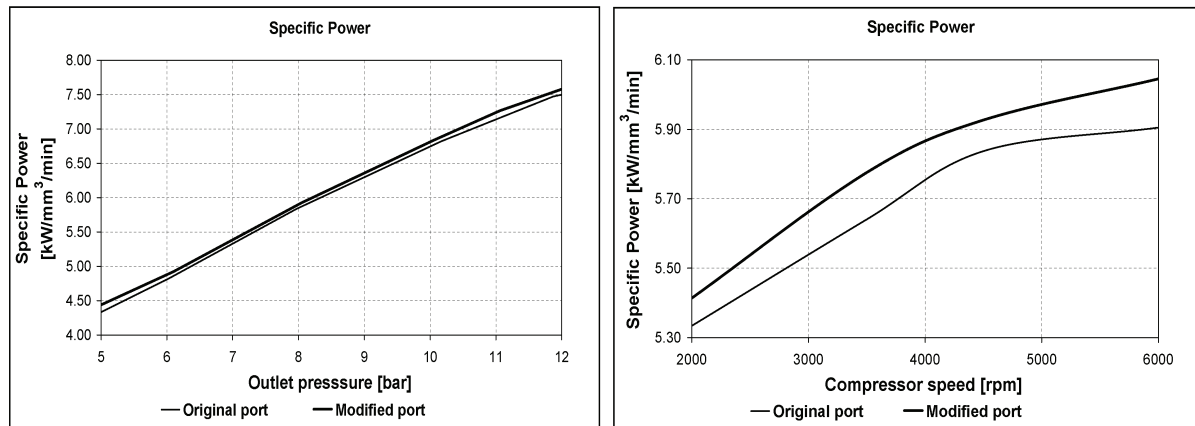 Specific Power
8.00
7.50
7.00
6.50
6.00
5.50
5.00
4.50
4.00
Specific Power
[kW/mm³/min]
5 6 7 8 9 10 11 12
Outlet presssure [bar]
Original port Modified port
Specific Power
6.10
5.90
5.70
5.50
5.30
Specific Power [kW/mm³/min]
2000 3000 4000 5000 6000
Compressor speed [rpm]
Original port Modified port